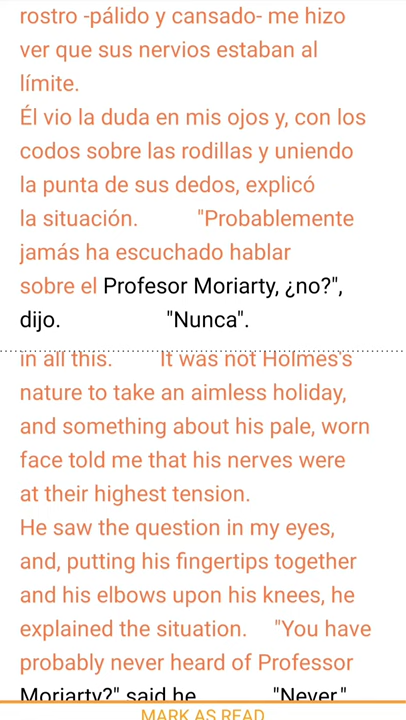 rostro -pálido y cansado- me hizo
ver que sus nervios estaban al
límite.
Él vio la duda en mis ojos y, con los
codos sobre las rodillas y uniendo
la punta de sus dedos, explicó
la situación. "Probablemente
jamás ha escuchado hablar
sobre el Profesor Moriarty, ¿no?",
dijo. "Nunca".
in all this. It was not Holmes's
nature to take an aimless holiday,
and something about his pale, worn
face told me that his nerves were
at their highest tension.
He saw the question in my eyes,
and, putting his fingertips together
and his elbows upon his knees, he
explained the situation. "You have
probably never heard of Professor
Moriarty?" said he. "Never."
MARK AS READ